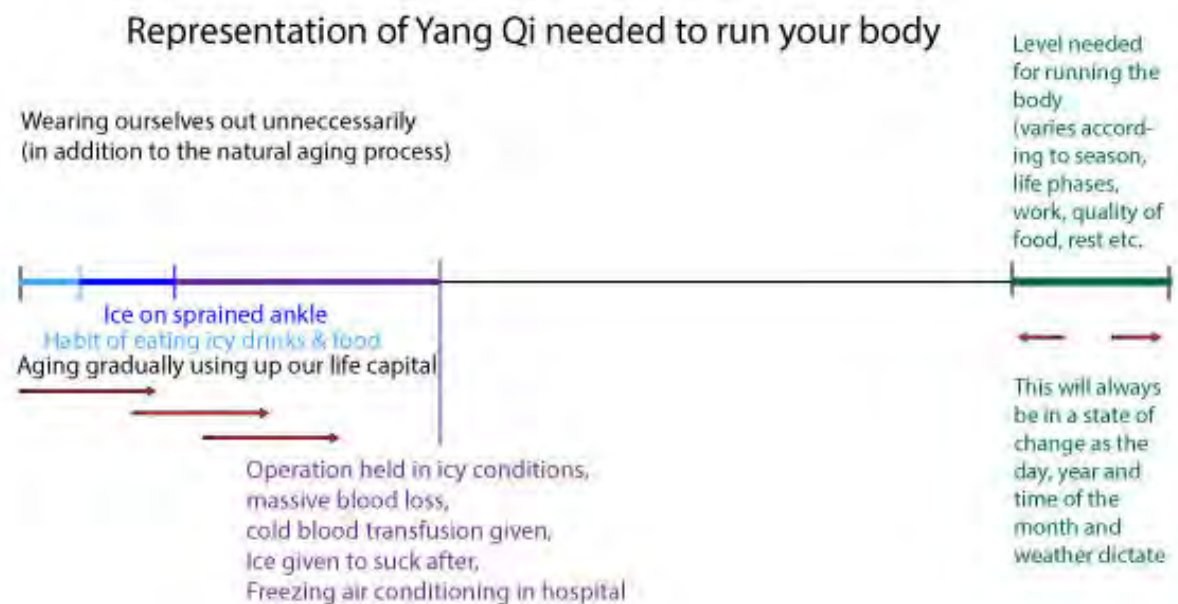 Representation of Yang Qi needed to run your body
Wearing ourselves out unneccessarily
(in addition to the natural aging process)
Level needed
for running the
body
(varies accord-
ing to season,
life phases,
work, quality of
food, rest etc.
Ice on sprained ankle
Habit of eating icy drinks & food
Aging gradually using up our life capital
Operation held in icy conditions,
massive blood loss,
cold blood transfusion given,
Ice given to suck after,
Freezing air conditioning in hospital
This will always
be in a state of
change as the
day, year and
time of the
month and
weather dictate